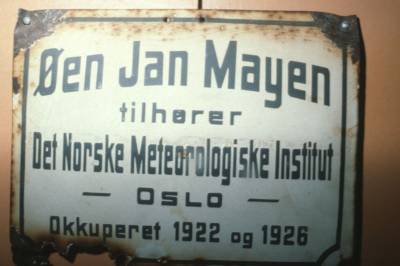 Øen Jan Mayen
tilhører
Det Norske Meteorologiske Institut
— OSLO —
Okkuperet 1922 og 1926